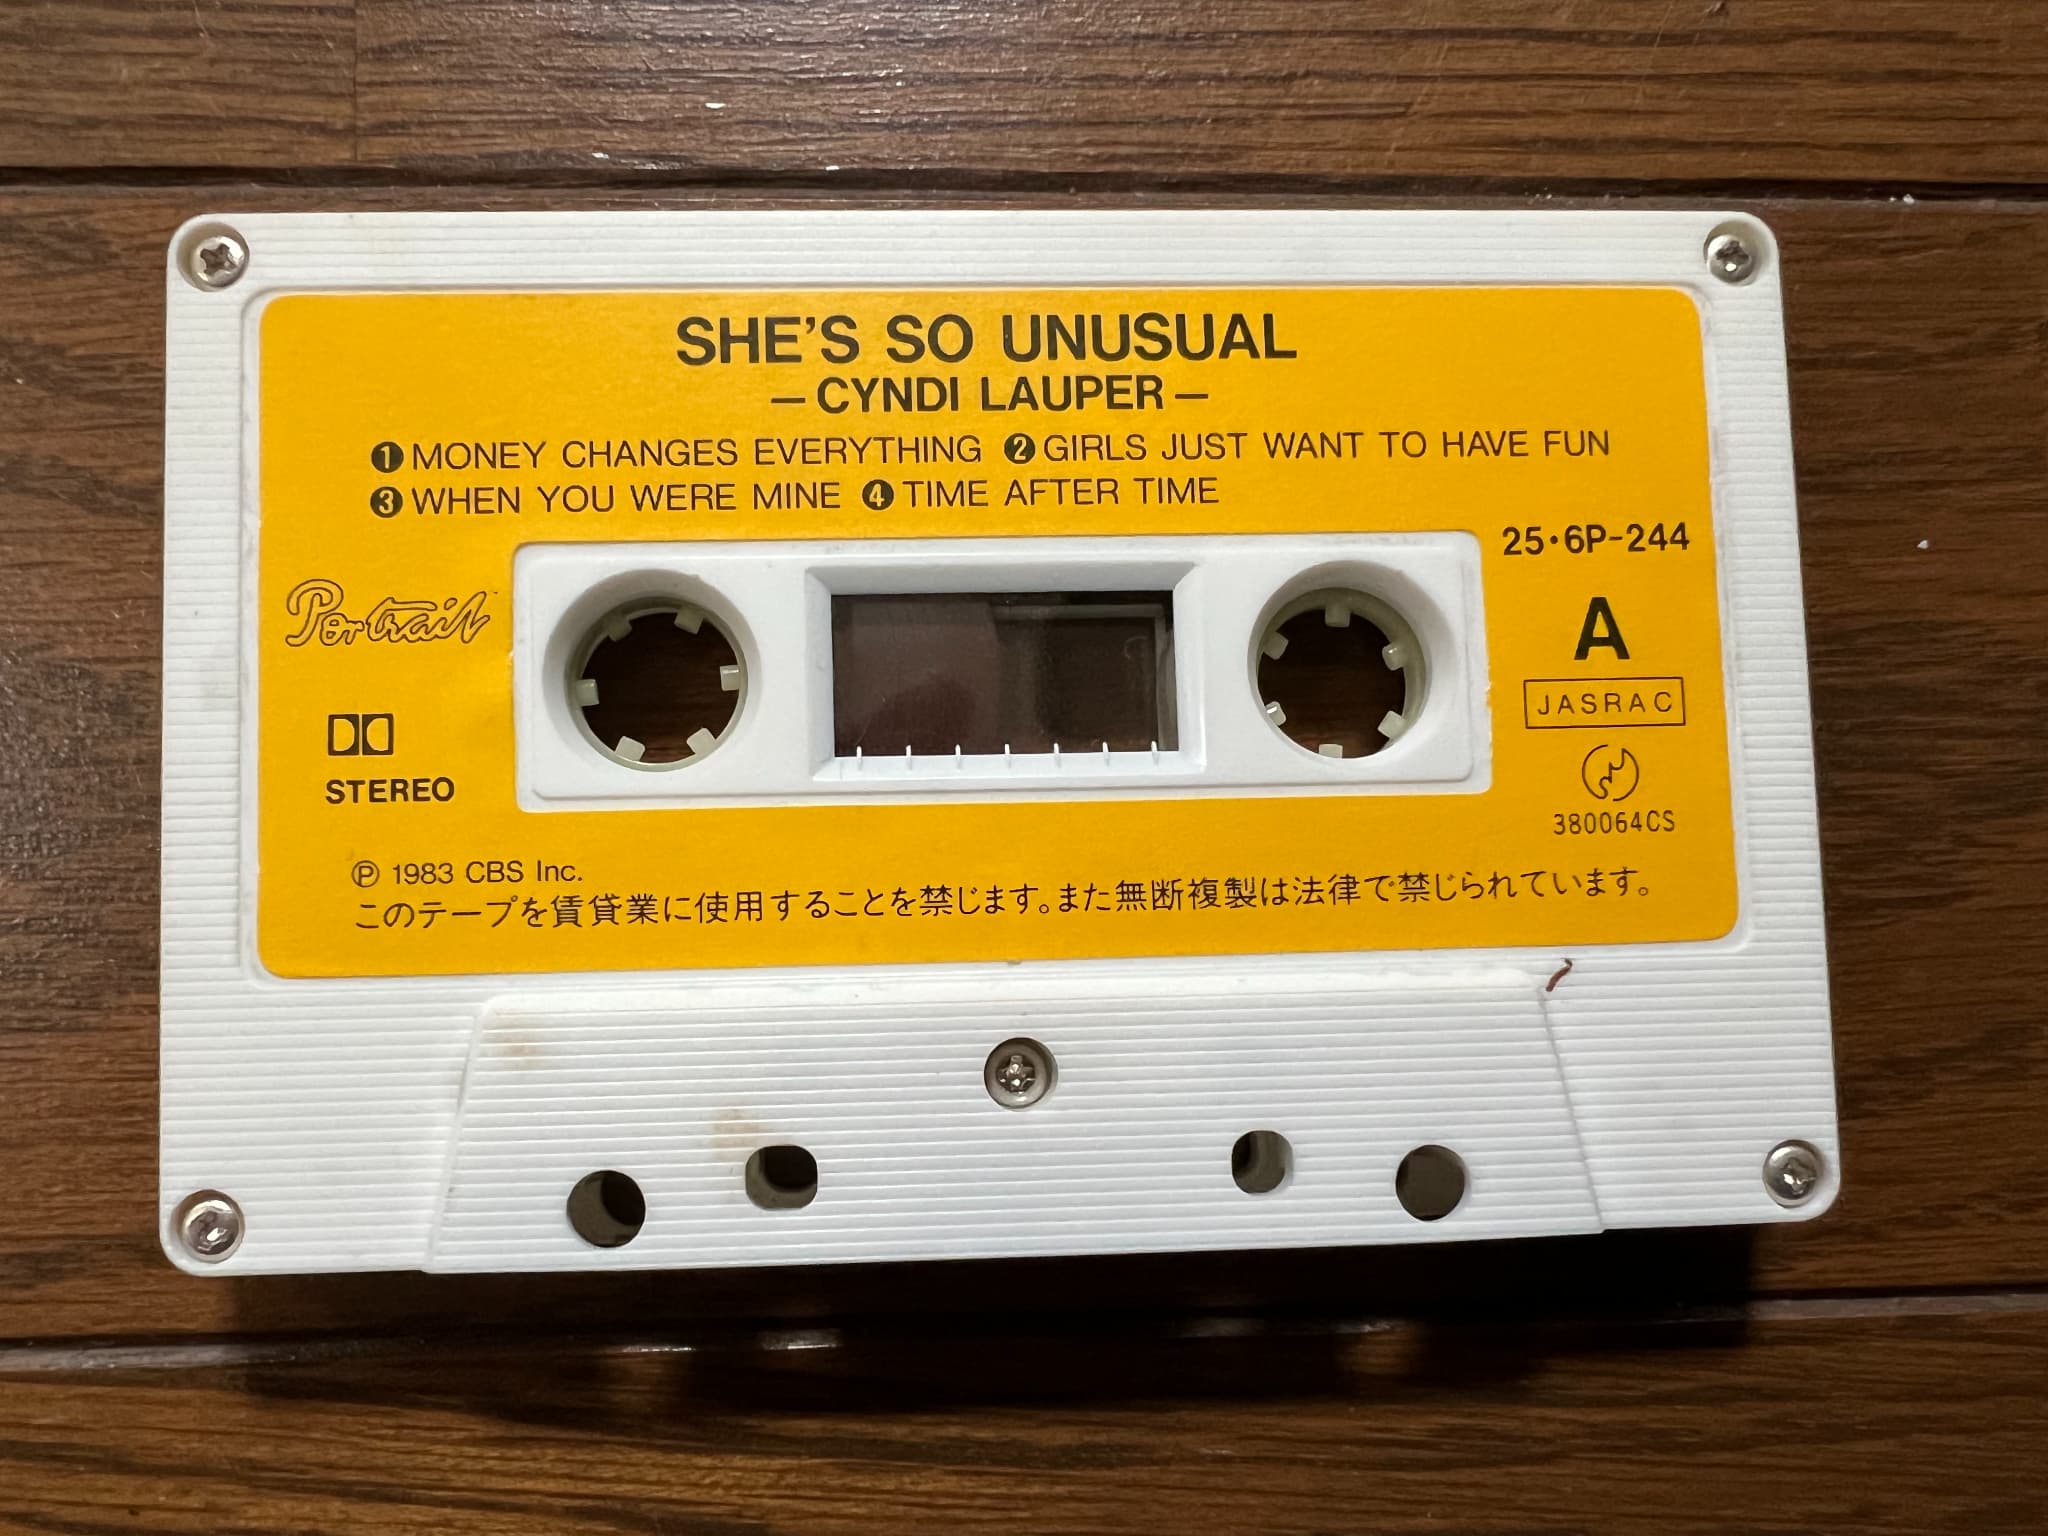 SHE'S SO UNUSUAL
—CYNDI LAUPER—
❶MONEY CHANGES EVERYTHING ❷GIRLS JUST WANT TO HAVE FUN
❸WHEN YOU WERE MINE ❹TIME AFTER TIME
25・6P-244
Portrait
A
JASRAC
STEREO
380064CS
Ⓟ 1983 CBS Inc.
このテープを賃貸業に使用することを禁じます。また無断複製は法律で禁じられています。